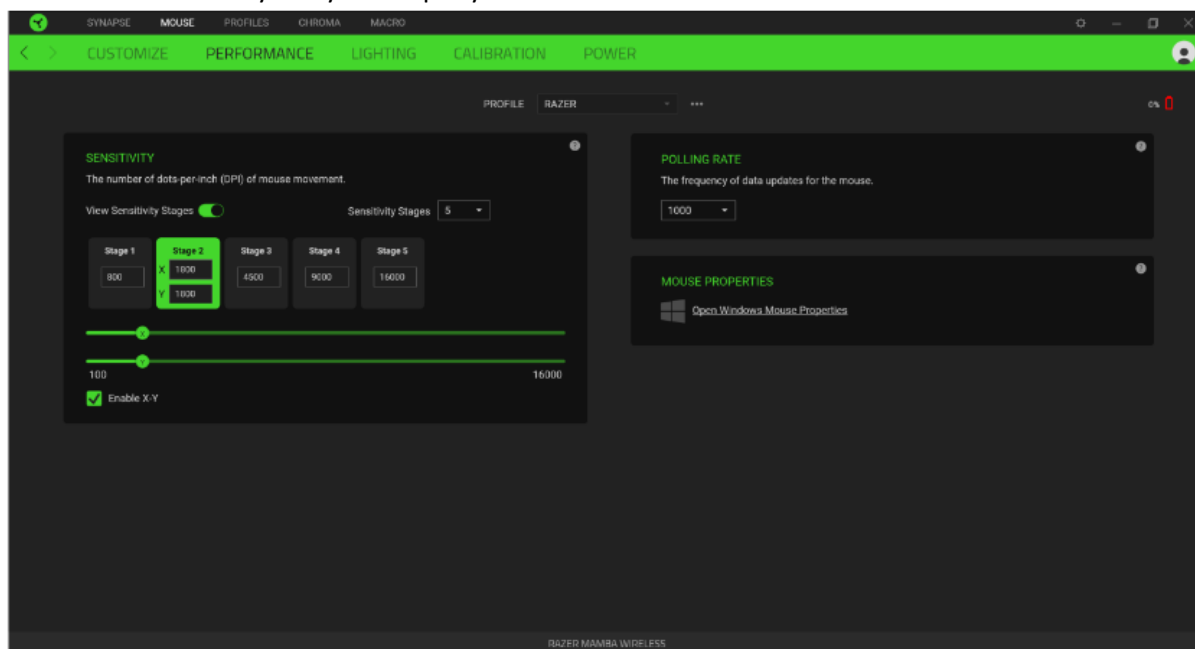 SYNAPSE MOUSE PROFILES CHROMA MACRO
CUSTOMIZE PERFORMANCE LIGHTING CALIBRATION POWER
PROFILE RAZER
0%
SENSITIVITY
The number of dots-per-inch (DPI) of mouse movement.
View Sensitivity Stages Sensitivity Stages 5
Stage 1 Stage 2 Stage 3 Stage 4 Stage 5
800 X 1800 4500 9000 16000
Y 1800
X
Y
100 16000
Enable X-Y
POLLING RATE
The frequency of data updates for the mouse.
1000
MOUSE PROPERTIES
Open Windows Mouse Properties
RAZER MAMBA WIRELESS